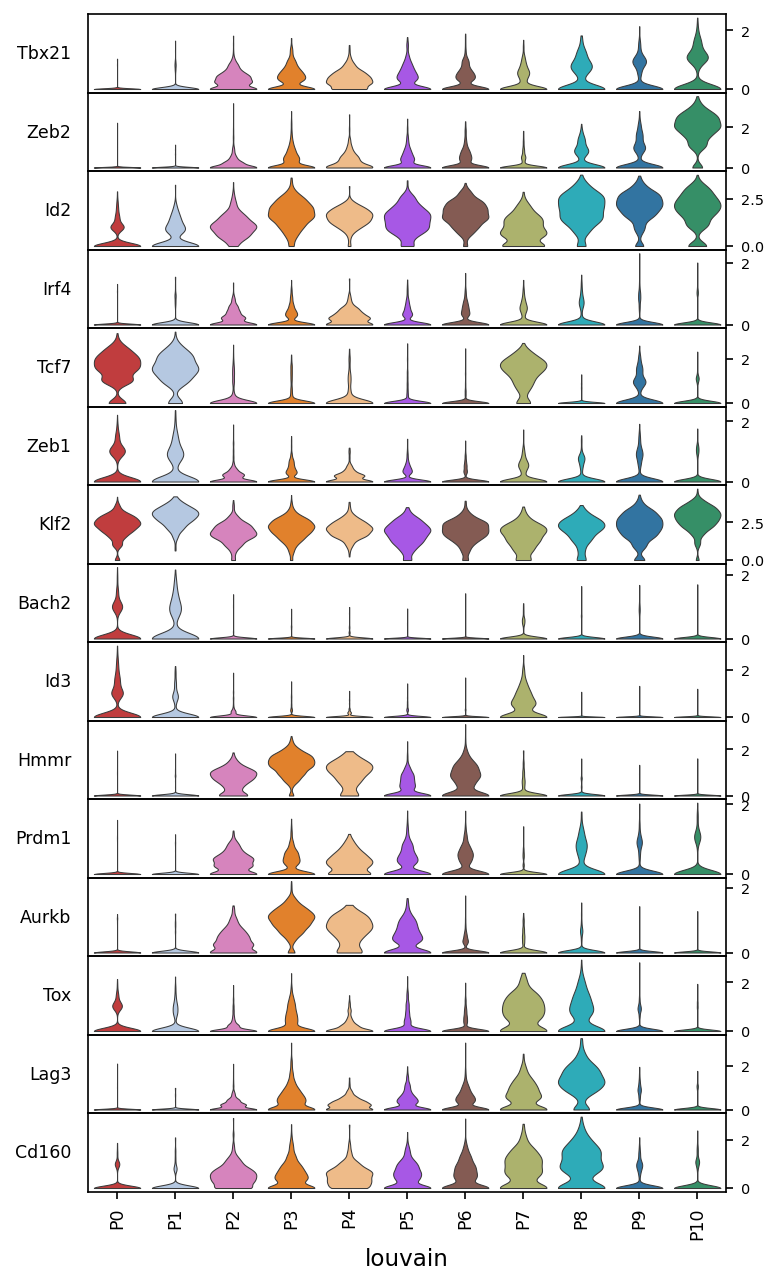 Tbx21 2 0
Zeb2 2 0
Id2 2.5 0.0
Irf4 2 0
Tcf7 2 0
Zeb1 2 0
Klf2 2.5 0.0
Bach2 2 0
Id3 2 0
Hmmr 2 0
Prdm1 2 0
Aurkb 2 0
Tox 2 0
Lag3 2 0
Cd160 2 0
P0 P1 P2 P3 P4 P5 P6 P7 P8 P9 P10
louvain